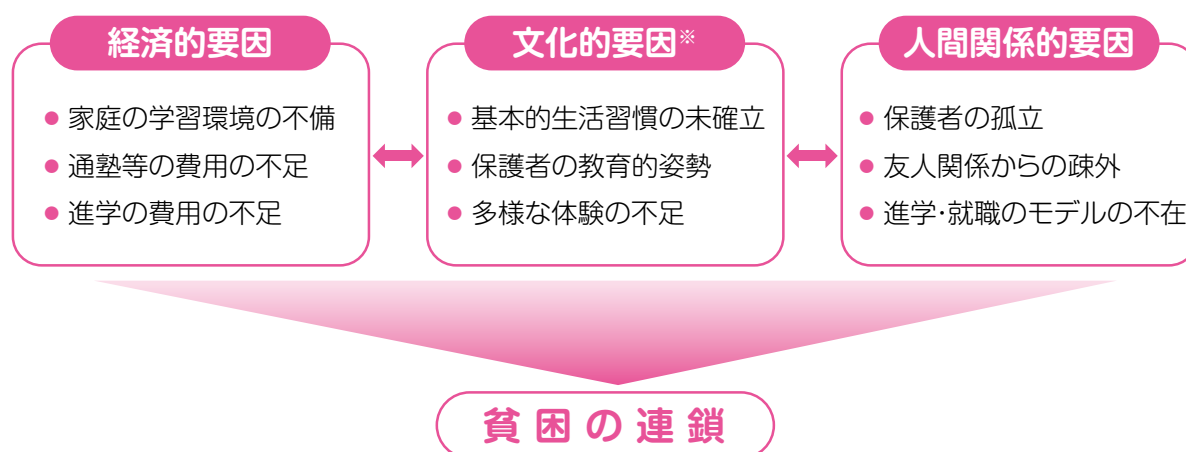 経済的要因
● 家庭の学習環境の不備
● 通塾等の費用の不足
● 進学の費用の不足
文化的要因※
● 基本的生活習慣の未確立
● 保護者の教育的姿勢
● 多様な体験の不足
人間関係的要因
● 保護者の孤立
● 友人関係からの疎外
● 進学・就職のモデルの不在
貧困の連鎖